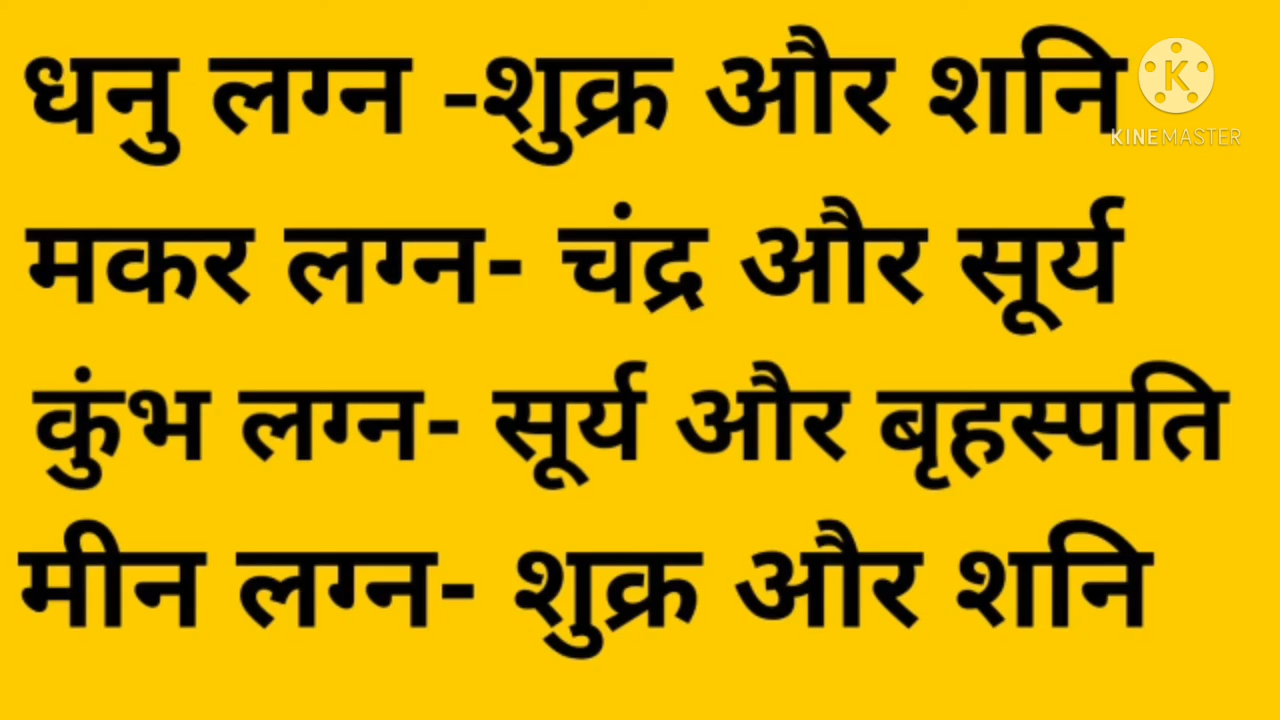 धनु लग्न -शुक्र और शनि
K
KINEMASTER
मकर लग्न- चंद्र और सूर्य
कुंभ लग्न- सूर्य और बृहस्पति
मीन लग्न- शुक्र और शनि